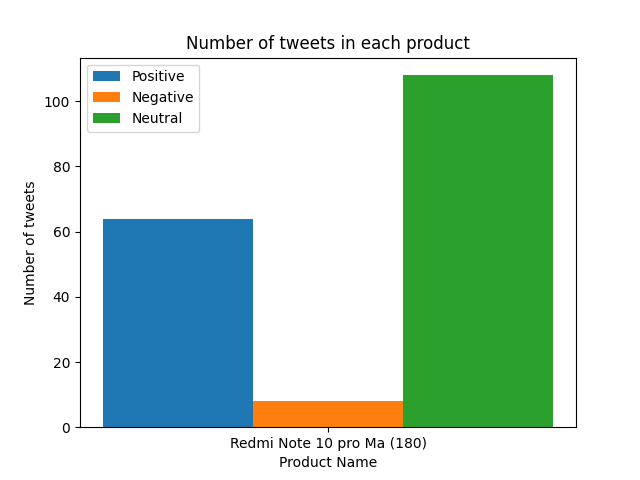 Number of tweets in each product
Positive
Negative
Neutral
100
80
60
40
20
0
Number of tweets
Redmi Note 10 pro Ma (180)
Product Name